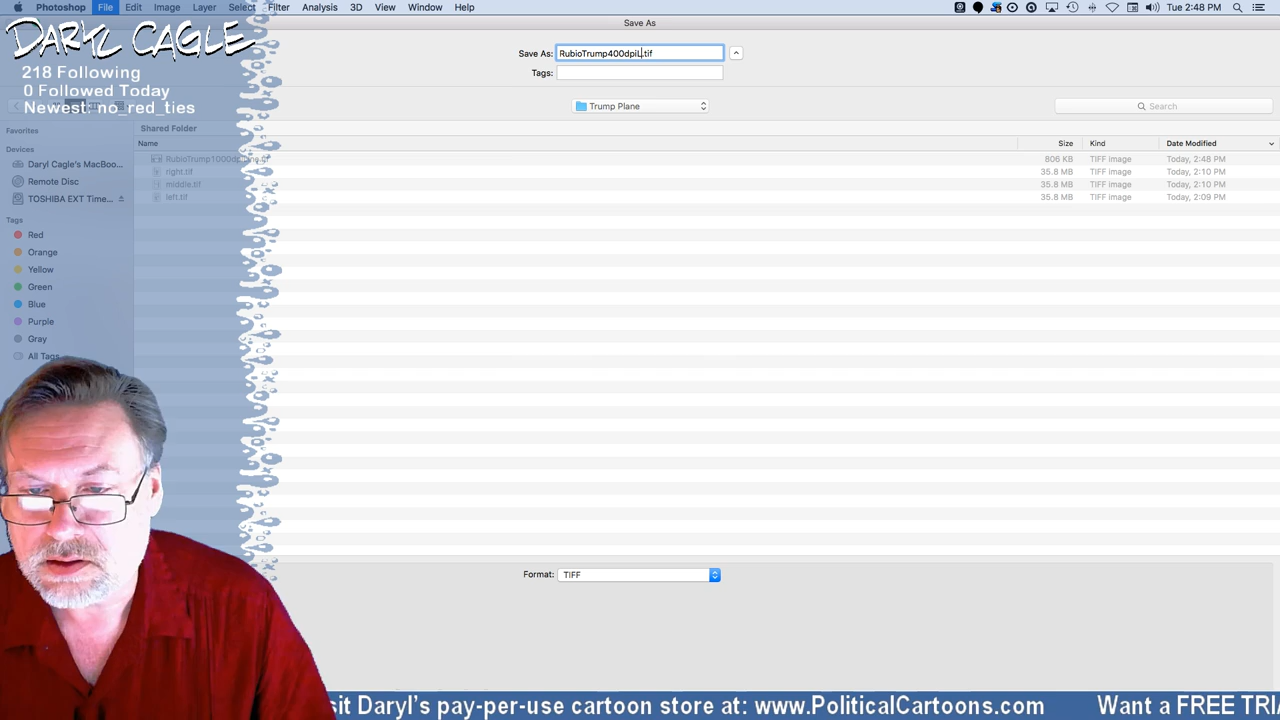 Photoshop File Edit Image Layer Select Filter Analysis 3D View Window Help Tue 2:48 PM
Save As
DARYL CAGLE
218 Following
0 Followed Today
Newest: no_red_ties
Save As: RubioTrump400dpiL.tif
Tags:
Trump Plane
Search
Favorites
Devices
Daryl Cagle's MacBoo...
Remote Disc
TOSHIBA EXT Time...
Tags
Red
Orange
Yellow
Green
Blue
Purple
Gray
All Tags
Shared Folder
Name Size Kind Date Modified
TIFF image Today, 2:48 PM
right.tif 35.8 MB TIFF image Today, 2:10 PM
middle.tif 35.8 MB TIFF image Today, 2:10 PM
left.tif 35.8 MB TIFF image Today, 2:09 PM
Format: TIFF
sit Daryl's pay-per-use cartoon store at: www.PoliticalCartoons.com Want a FREE TRIA